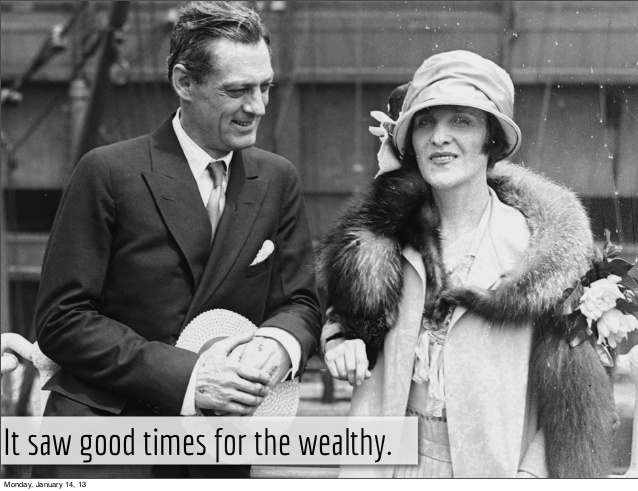 It saw good times for the wealthy.
Monday, January 14, 13